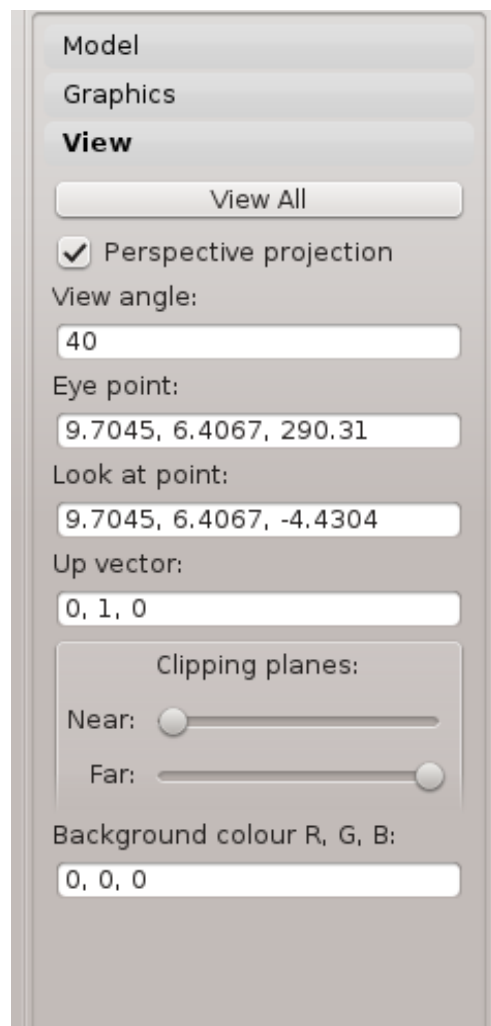 Model
Graphics
View
View All
Perspective projection
View angle:
40
Eye point:
9.7045, 6.4067, 290.31
Look at point:
9.7045, 6.4067, -4.4304
Up vector:
0, 1, 0
Clipping planes:
Near:
Far:
Background colour R, G, B:
0, 0, 0